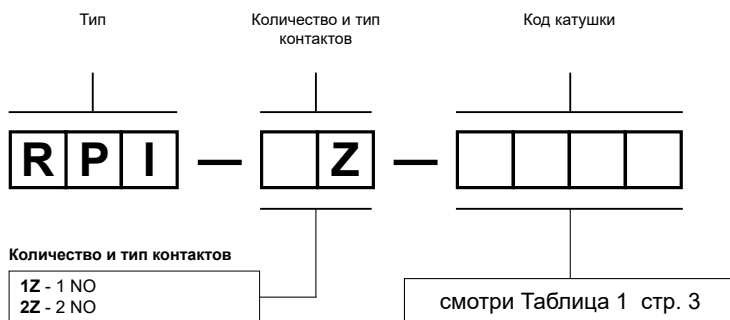 Тип
Количество и тип
контактов
Код катушки
RPI — Z —
Количество и тип контактов
1Z - 1 NO
2Z - 2 NO
смотри Таблица 1 стр. 3